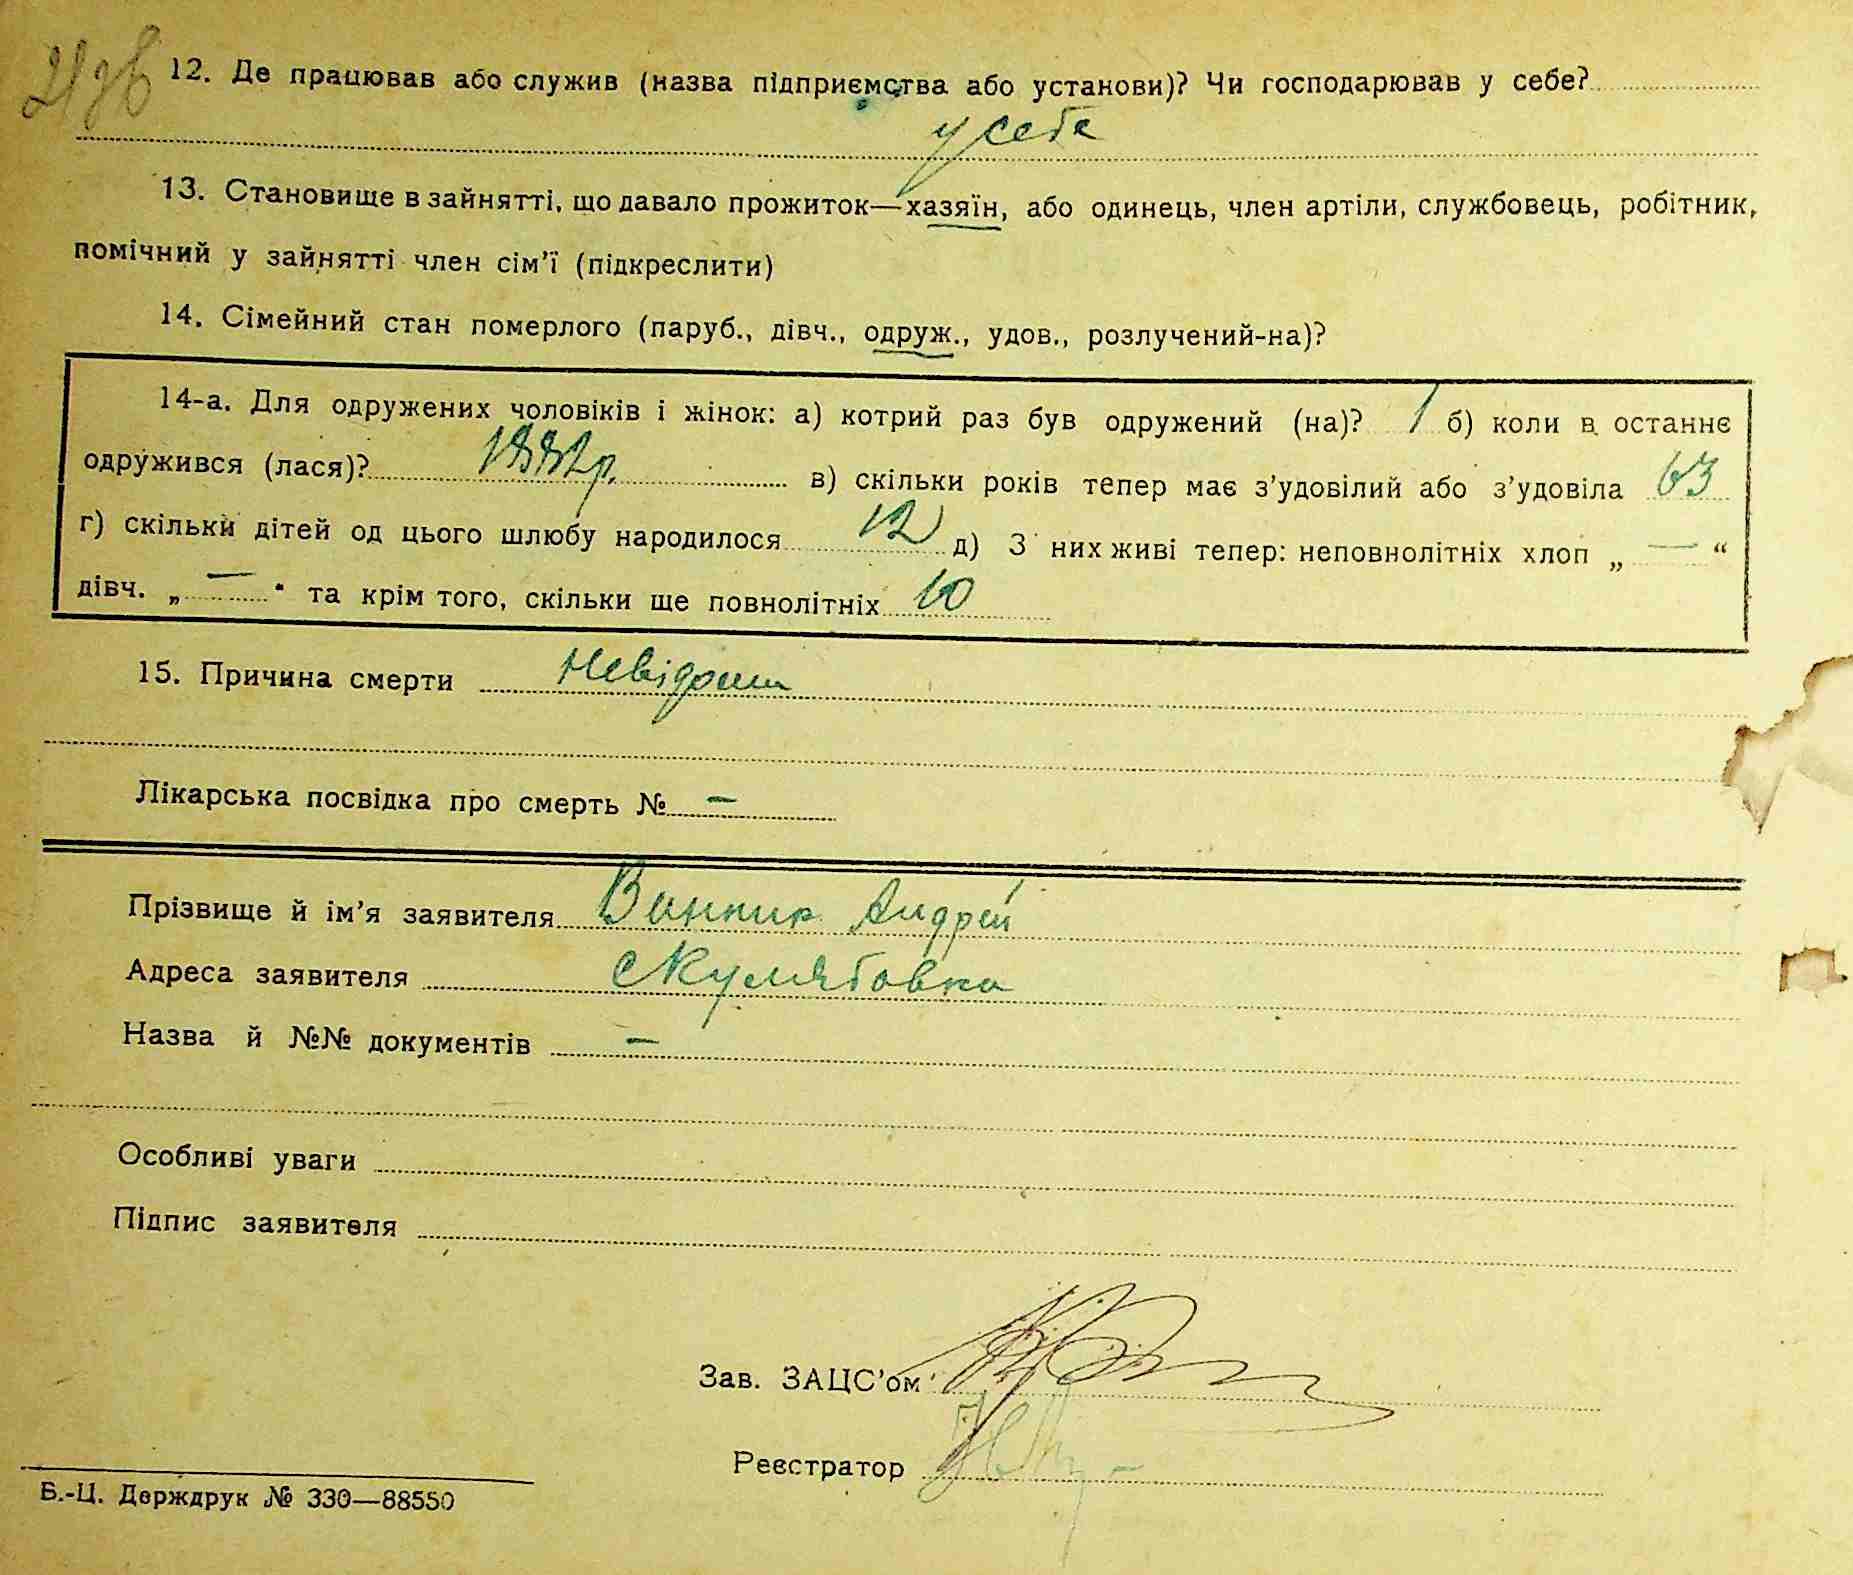 21зв
12. Де працював або служив (назва підприємства або установи)? Чи господарював у себе?
у себе
13. Становище в зайнятті, що давало прожиток—хазяїн, або одинець, член артіли, службовець, робітник,
помічний у зайнятті член сім'ї (підкреслити)
14. Сімейний стан померлого (паруб., дівч., одруж., удов., розлучений-на)?
14-а. Для одружених чоловіків і жінок: а) котрий раз був одружений (на)? 1 б) коли в останнє
одружився (лася)? 1881р. в) скільки років тепер має з'удовілий або з'удовіла 63
г) скільки дітей од цього шлюбу народилося 12 д) З них живі тепер: неповнолітніх хлоп „ — “
дівч. „ — “ та крім того, скільки ще повнолітніх 10
15. Причина смерти Невідома
Лікарська посвідка про смерть № —
Прізвище й ім'я заявителя Винник Андрей
Адреса заявителя с Кулябовка
Назва й №№ документів —
Особливі уваги
Підпис заявителя
Зав. ЗАЦС'ом
Реєстратор
Б.-Ц. Держдрук № 330—88550